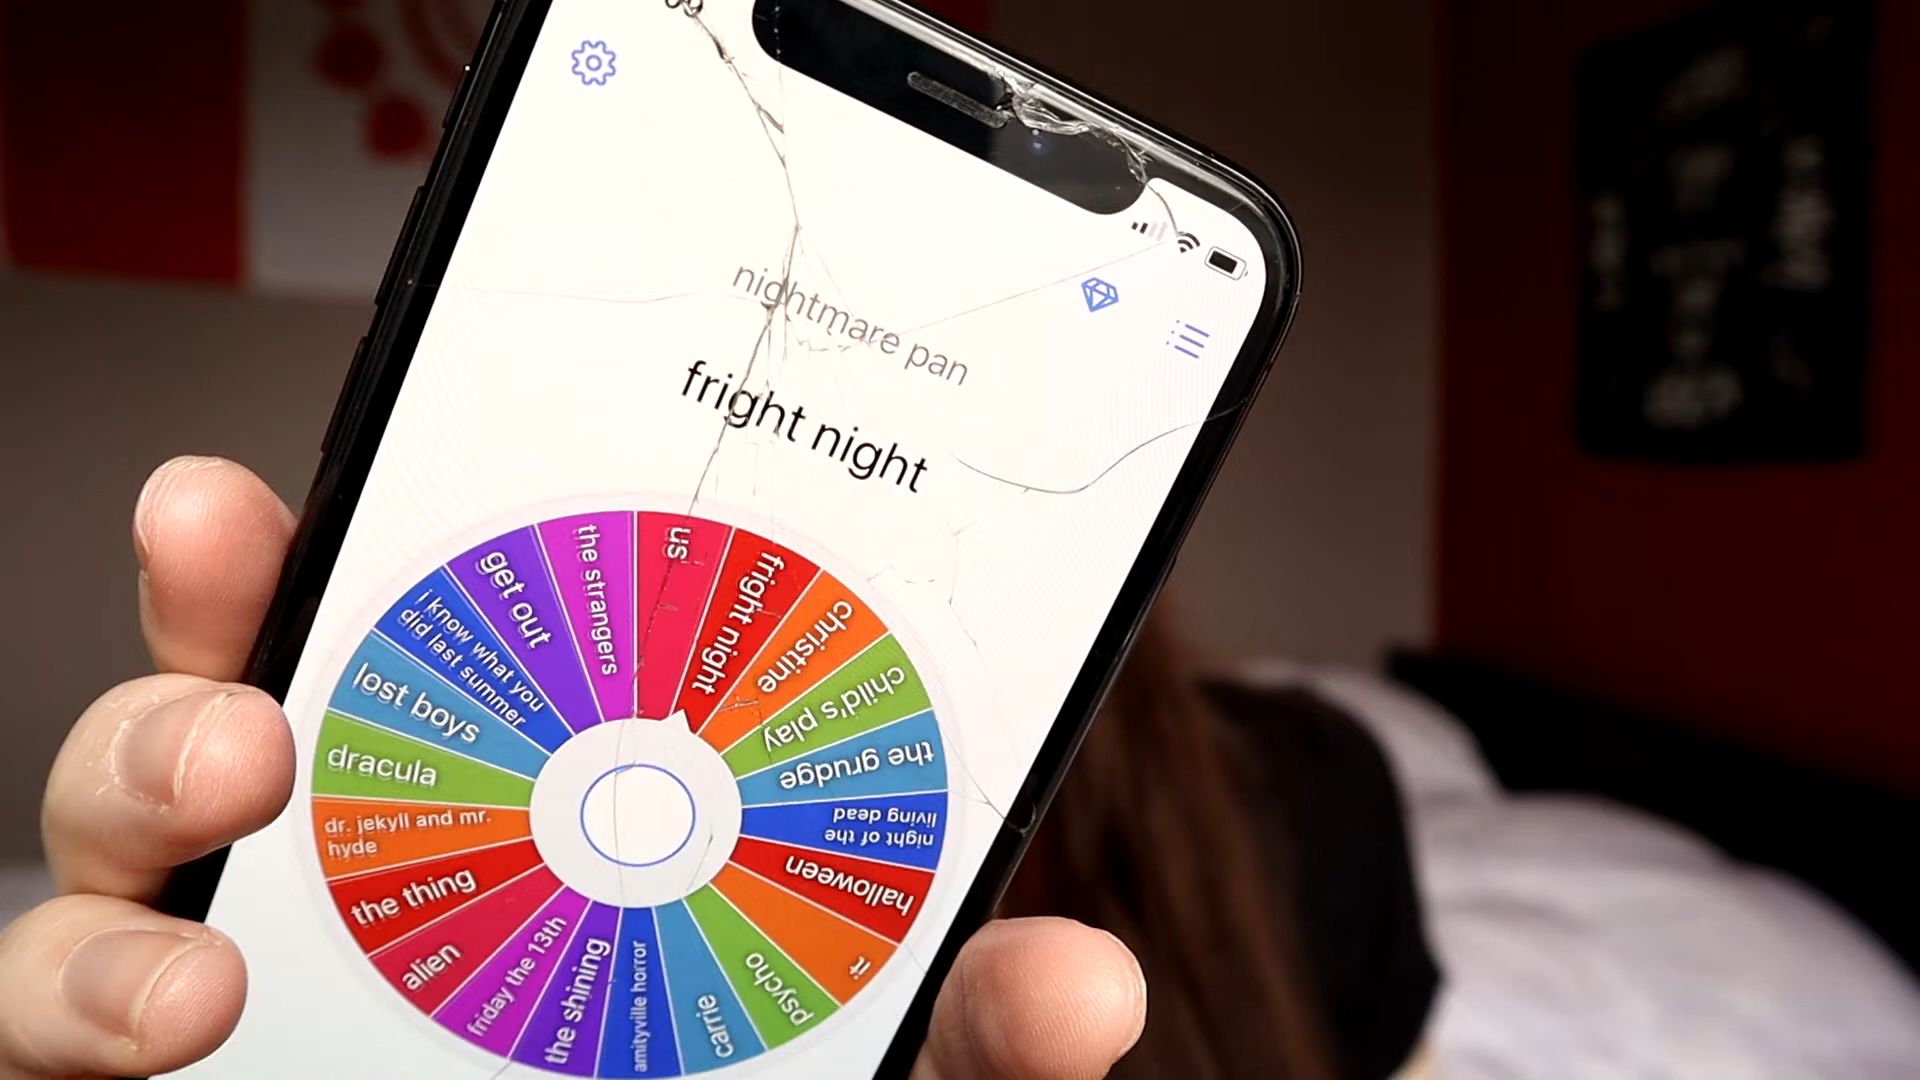 nightmare pan
fright night
us
fright night
christine
child's play
the grudge
night of the
living dead
halloween
it
psycho
carrie
amityville horror
the shining
friday the 13th
alien
the thing
dr. jekyll and mr.
hyde
dracula
lost boys
i know what you
did last summer
get out
the strangers